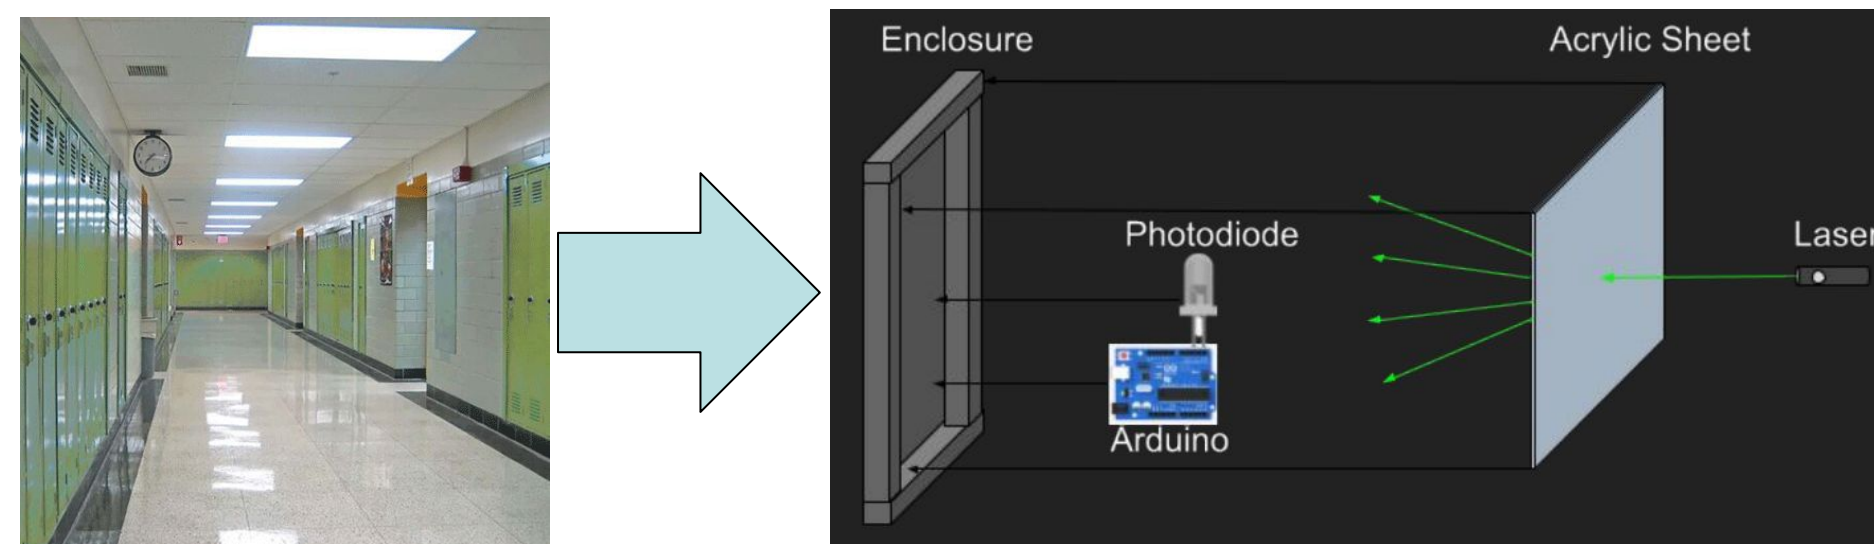 Enclosure
Acrylic Sheet
Photodiode
Laser
Arduino